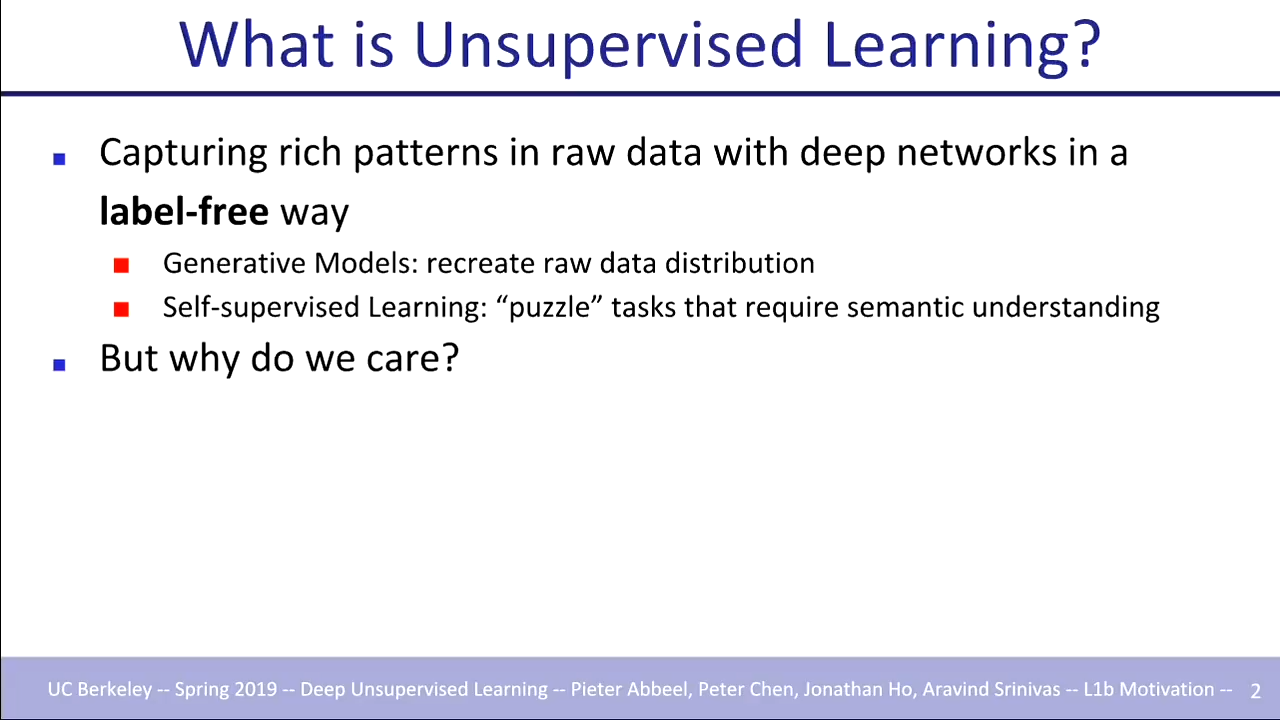 What is Unsupervised Learning?
Capturing rich patterns in raw data with deep networks in a
label-free way
Generative Models: recreate raw data distribution
Self-supervised Learning: “puzzle” tasks that require semantic understanding
But why do we care?
UC Berkeley -- Spring 2019 -- Deep Unsupervised Learning -- Pieter Abbeel, Peter Chen, Jonathan Ho, Aravind Srinivas -- L1b Motivation -- 2